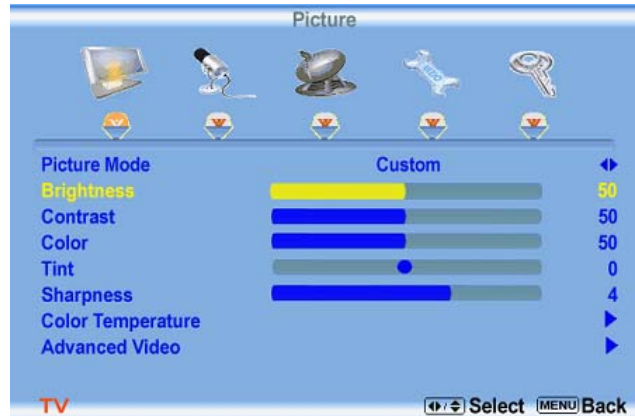 Picture
Picture Mode Custom
Brightness 50
Contrast 50
Color 50
Tint 0
Sharpness 4
Color Temperature
Advanced Video
TV Select MENU Back